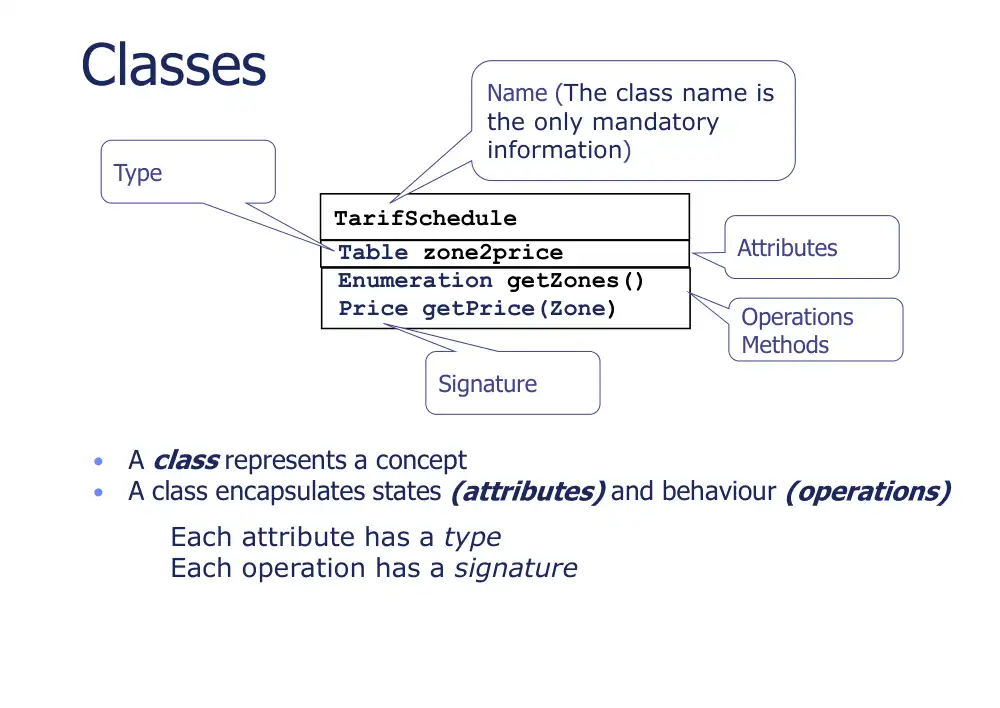 Classes
Name (The class name is
the only mandatory
information)
Type
TarifSchedule
Table zone2price
Attributes
Enumeration getZones()
Price getPrice(Zone)
Operations
Methods
Signature
• A class represents a concept
• A class encapsulates states (attributes) and behaviour (operations)
Each attribute has a type
Each operation has a signature